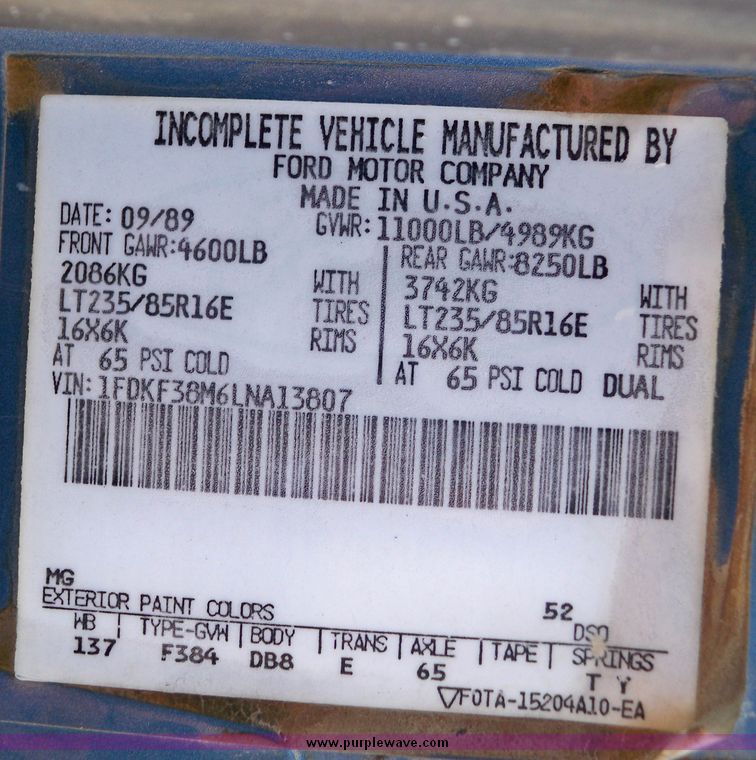 INCOMPLETE VEHICLE MANUFACTURED BY
FORD MOTOR COMPANY
MADE IN U.S.A.
DATE: 09/89 GVWR: 11000LB/4989KG
FRONT GAWR: 4600LB REAR GAWR: 8250LB
2086KG WITH 3742KG WITH
LT235/85R16E TIRES LT235/85R16E TIRES
16X6K RIMS 16X6K RIMS
AT 65 PSI COLD AT 65 PSI COLD DUAL
VIN: 1FDKF38M6LNA13807
MG
EXTERIOR PAINT COLORS 52 DSO
WB TYPE-GVW BODY TRANS AXLE TAPE SPRINGS
137 F384 DB8 E 65 T Y
▽F0TA-15204A10-EA
www.purplewave.com